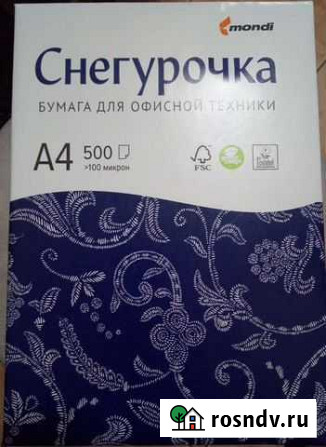 mondi
Снегурочка
БУМАГА ДЛЯ ОФИСНОЙ ТЕХНИКИ
A4 500
>100 микрон
FSC
rosndv.ru